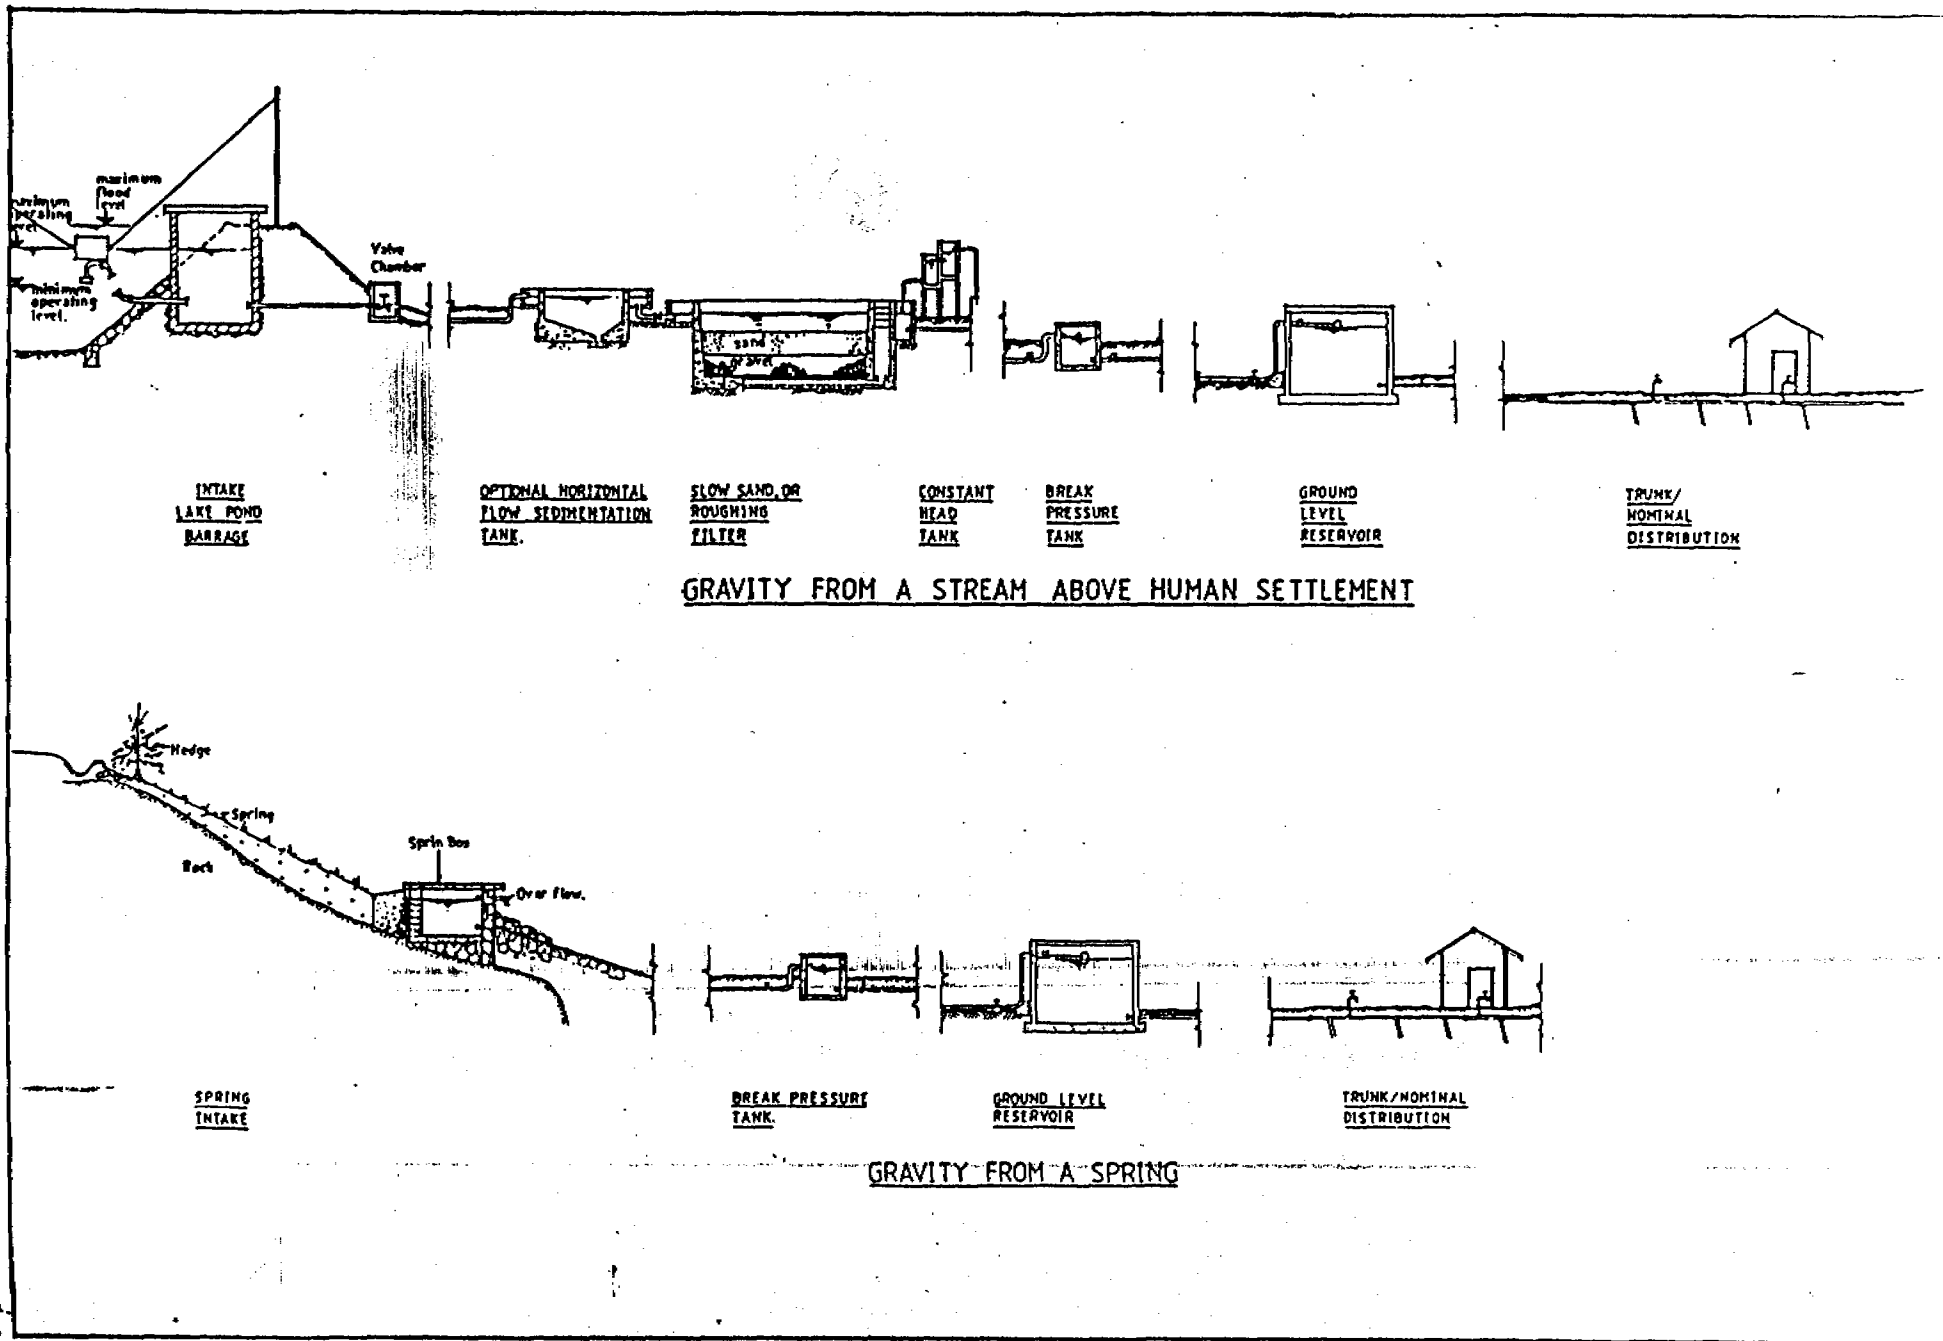 maximum
flood
level
maximum
operating
level
minimum
operating
level.
Valve
Chamber
sand
gravel
INTAKE
LAKE POND
BARRAGE
OPTIONAL HORIZONTAL
FLOW SEDIMENTATION
TANK.
SLOW SAND, OR
ROUGHING
FILTER
CONSTANT
HEAD
TANK
BREAK
PRESSURE
TANK
GROUND
LEVEL
RESERVOIR
TRUNK/
NOMINAL
DISTRIBUTION
GRAVITY FROM A STREAM ABOVE HUMAN SETTLEMENT
Hedge
Spring
Rock
Sprin Box
Over Flow.
SPRING
INTAKE
BREAK PRESSURE
TANK.
GROUND LEVEL
RESERVOIR
TRUNK/NOMINAL
DISTRIBUTION
GRAVITY FROM A SPRING